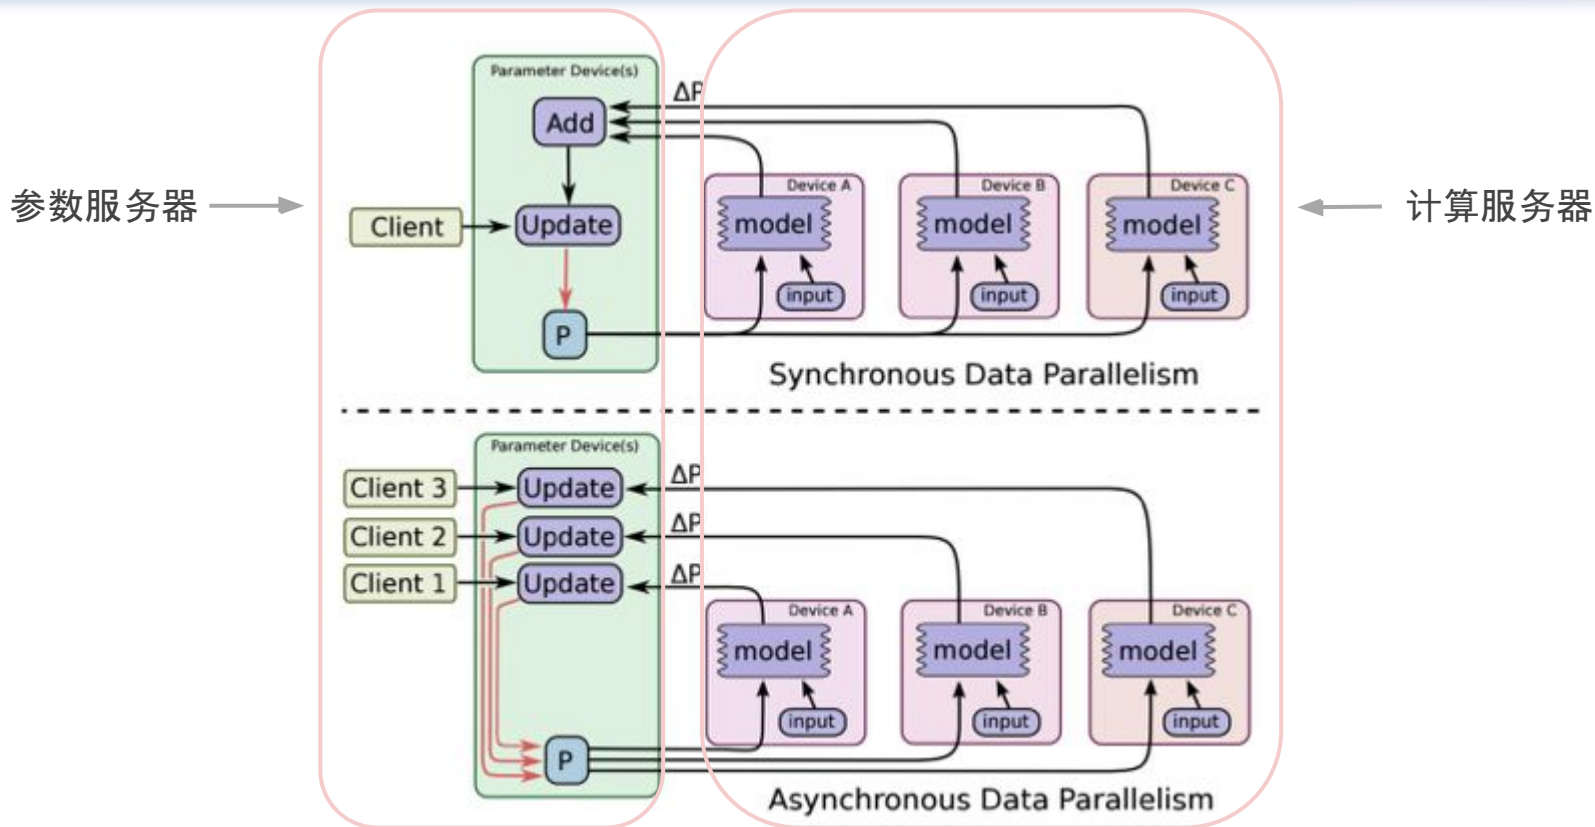 参数服务器
计算服务器
Parameter Device(s)
ΔP
Add
Client
Update
P
Device A
model
input
Device B
model
input
Device C
model
input
Synchronous Data Parallelism
Parameter Device(s)
Client 3
Update
ΔP
Client 2
Update
ΔP
Client 1
Update
ΔP
P
Device A
model
input
Device B
model
input
Device C
model
input
Asynchronous Data Parallelism